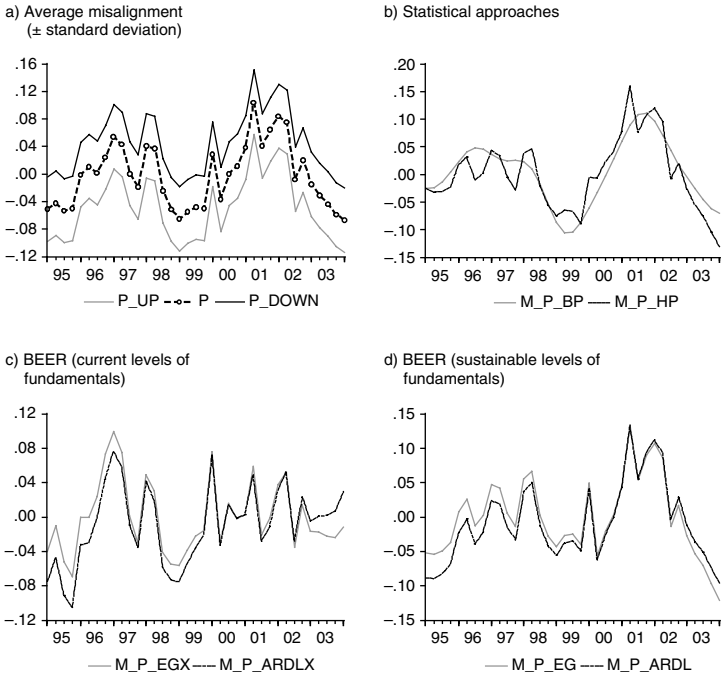 a) Average misalignment
(± standard deviation)
.16
.12
.08
.04
.00
–.04
–.08
–.12
95 96 97 98 99 00 01 02 03
P_UP P P_DOWN
b) Statistical approaches
.20
.15
.10
.05
.00
–.05
–.10
–.15
95 96 97 98 99 00 01 02 03
M_P_BP M_P_HP
c) BEER (current levels of
fundamentals)
.12
.08
.04
.00
–.04
–.08
–.12
95 96 97 98 99 00 01 02 03
M_P_EGX M_P_ARDLX
d) BEER (sustainable levels of
fundamentals)
.15
.10
.05
.00
–.05
–.10
–.15
95 96 97 98 99 00 01 02 03
M_P_EG M_P_ARDL